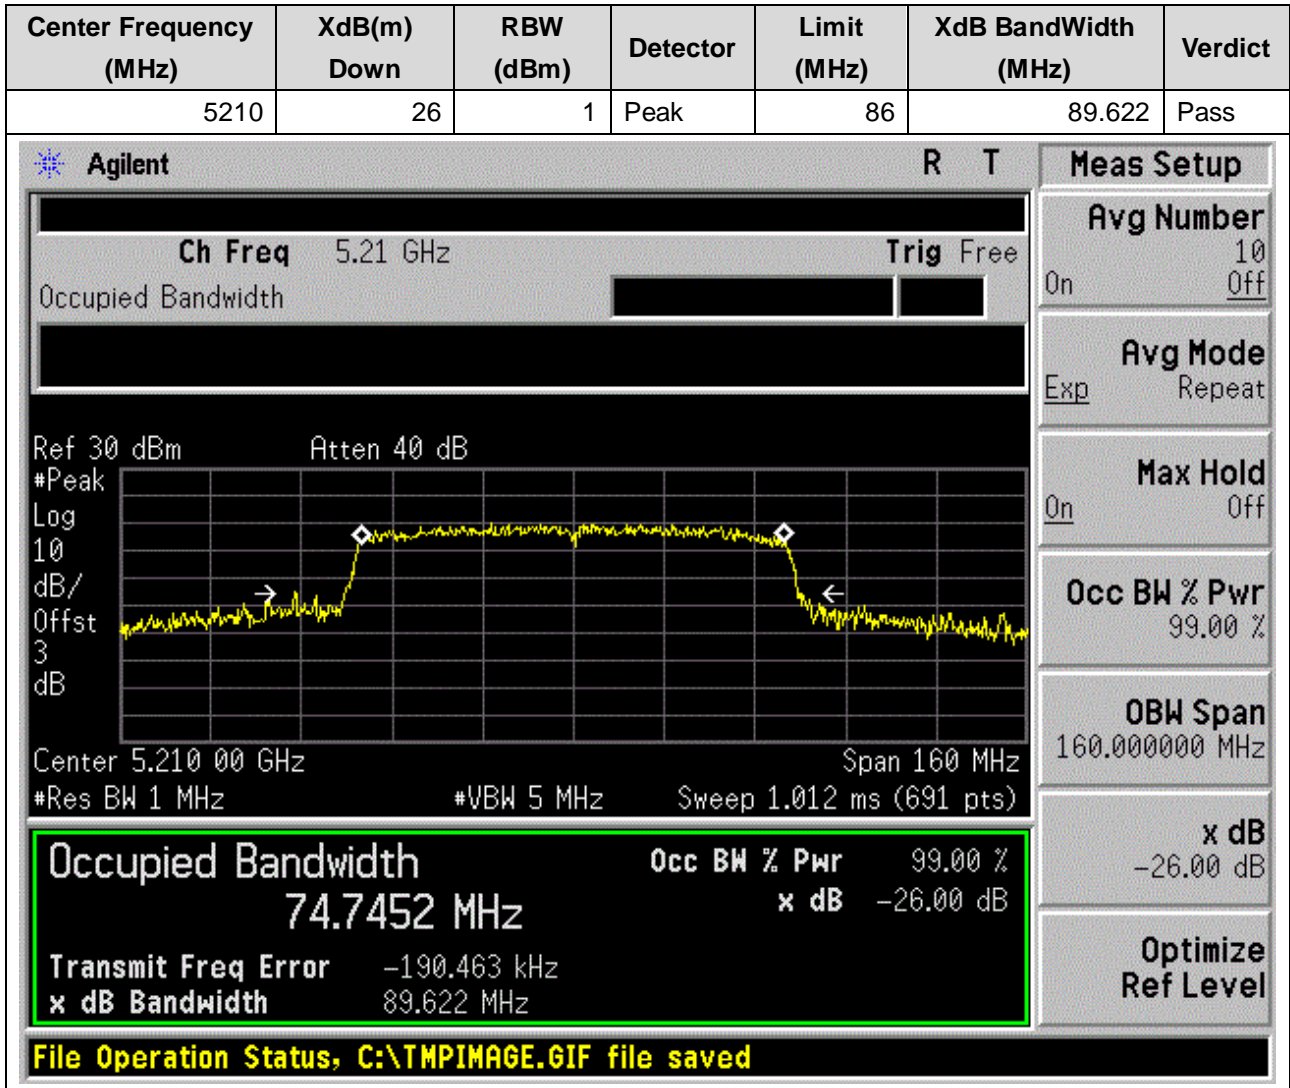 Center Frequency (MHz) XdB(m) Down RBW (dBm) Detector Limit (MHz) XdB BandWidth (MHz) Verdict
5210 26 1 Peak 86 89.622 Pass
Agilent R T Meas Setup
Avg Number
10
On Off
Ch Freq 5.21 GHz Trig Free
Occupied Bandwidth
Avg Mode
Exp Repeat
Max Hold
On Off
Occ BW % Pwr
99.00 %
OBW Span
160.000000 MHz
x dB
-26.00 dB
Optimize
Ref Level
Ref 30 dBm Atten 40 dB
#Peak
Log
10
dB/
Offst
3
dB
Center 5.210 00 GHz Span 160 MHz
#Res BW 1 MHz #VBW 5 MHz Sweep 1.012 ms (691 pts)
Occupied Bandwidth Occ BW % Pwr 99.00 %
74.7452 MHz x dB -26.00 dB
Transmit Freq Error -190.463 kHz
x dB Bandwidth 89.622 MHz
File Operation Status, C:\TMPIMAGE.GIF file saved